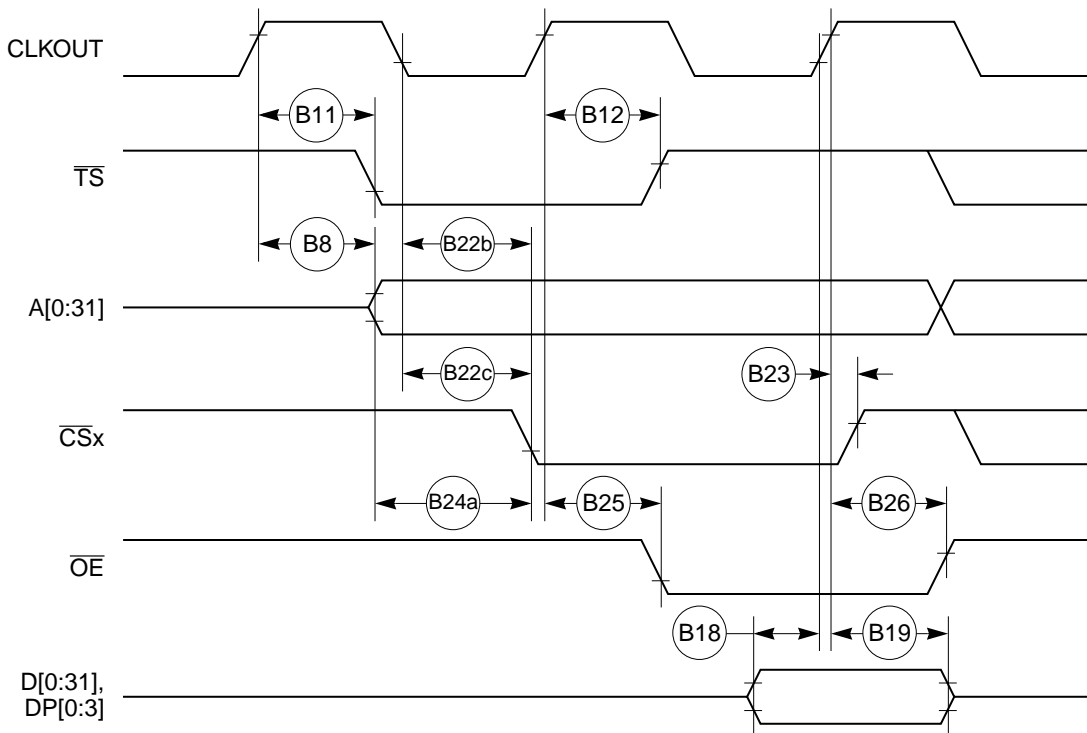 CLKOUT
B11
B12
TS
B8
B22b
A[0:31]
B22c
B23
CSx
B24a
B25
B26
OE
B18
B19
D[0:31],
DP[0:3]